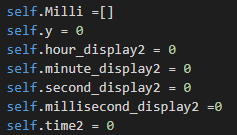 self.Milli =[]
self.y = 0
self.hour_display2 = 0
self.minute_display2 = 0
self.second_display2 = 0
self.millisecond_display2 =0
self.time2 = 0